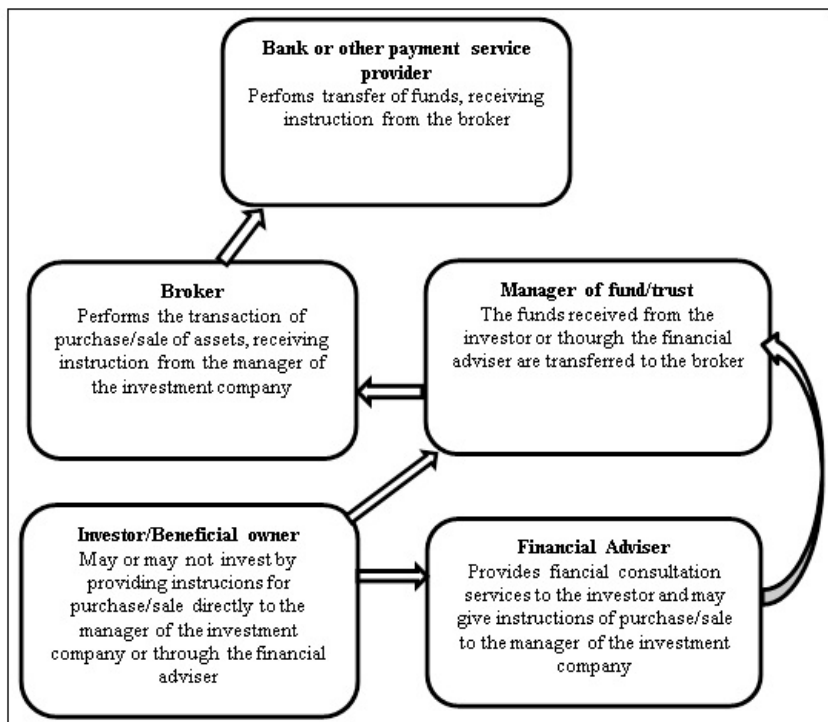 Bank or other payment service
provider
Perfoms transfer of funds, receiving
instruction from the broker
Broker
Performs the transaction of
purchase/sale of assets, receiving
instruction from the manager of
the investment company
Manager of fund/trust
The funds received from the
investor or thourgh the financial
adviser are transferred to the broker
Investor/Beneficial owner
May or may not invest by
providing instrucions for
purchase/sale directly to the
manager of the investment
company or through the financial
adviser
Financial Adviser
Provides fiancial consultation
services to the investor and may
give instructions of purchase/sale
to the manager of the investment
company